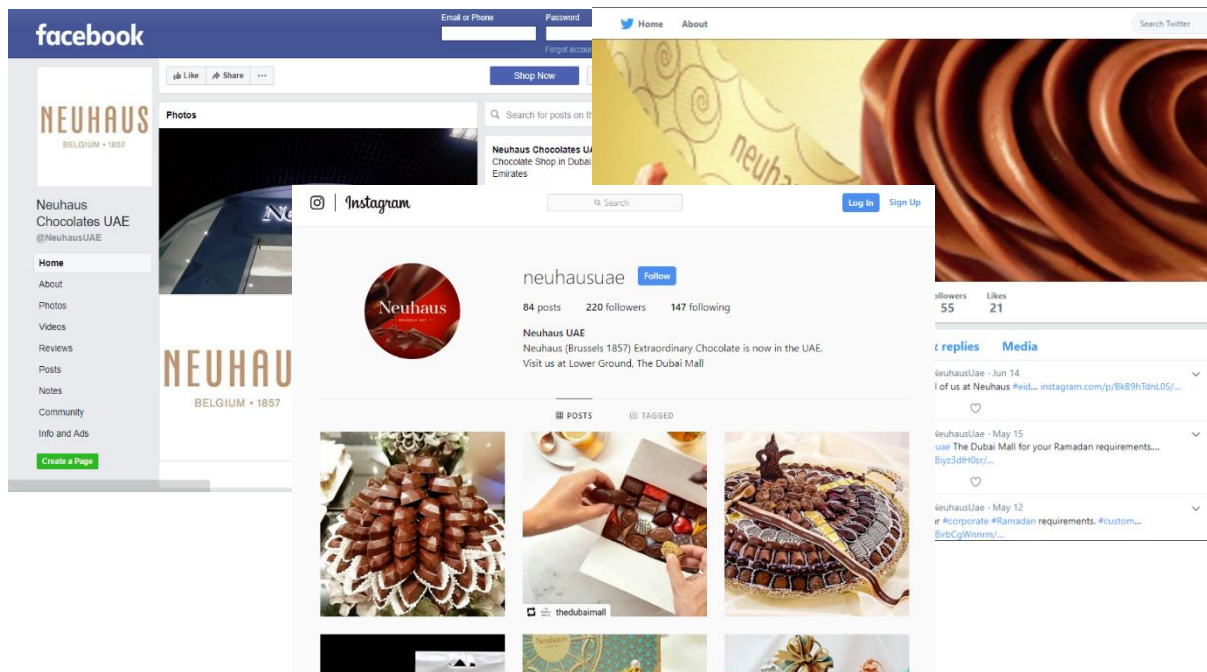 facebook
Email or Phone
Password
Forgot accou
Like Share
Shop Now
NEUHAUS
BELGIUM • 1857
Neuhaus
Chocolates UAE
@NeuhausUAE
Home
About
Photos
Videos
Reviews
Posts
Notes
Community
Info and Ads
Create a Page
Photos
Ne
NEUHAU
BELGIUM • 1857
Search for posts on th
Neuhaus Chocolates UA
Chocolate Shop in Dubai
Emirates
Home About
Search Twitter
neuha
ollowers Likes
55 21
replies Media
NeuhausUae - Jun 14
l of us at Neuhaus #eid... instagram.com/p/BkB9hTdnL0S/...
NeuhausUae - May 15
uae The Dubai Mall for your Ramadan requirements....
Biyz3dlH0sr/...
NeuhausUae - May 12
r #corporate #Ramadan requirements. #custom...
BirbCgWnnrm/...
Instagram
Search
Log In Sign Up
Neuhaus
neuhausuae Follow
84 posts 220 followers 147 following
Neuhaus UAE
Neuhaus (Brussels 1857) Extraordinary Chocolate is now in the UAE.
Visit us at Lower Ground, The Dubai Mall
POSTS TAGGED
thedubaimall
Neuhaus